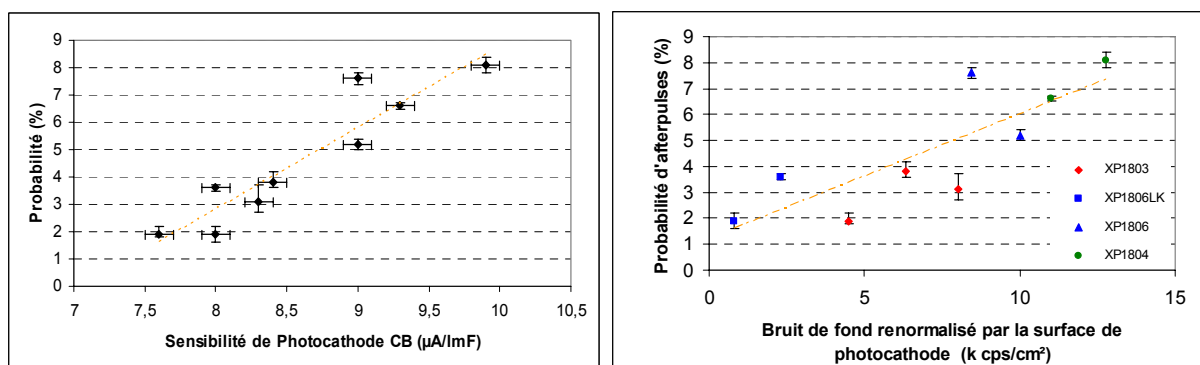 9
8
7
6
5
4
3
2
1
0
Probabilité (%)
7 7,5 8 8,5 9 9,5 10 10,5
Sensibilité de Photocathode CB (µA/lmF)
9
8
7
6
5
4
3
2
1
0
Probabilité d'afterpulses (%)
XP1803
XP1806LK
XP1806
XP1804
0 5 10 15
Bruit de fond renormalisé par la surface de
photocathode (k cps/cm²)